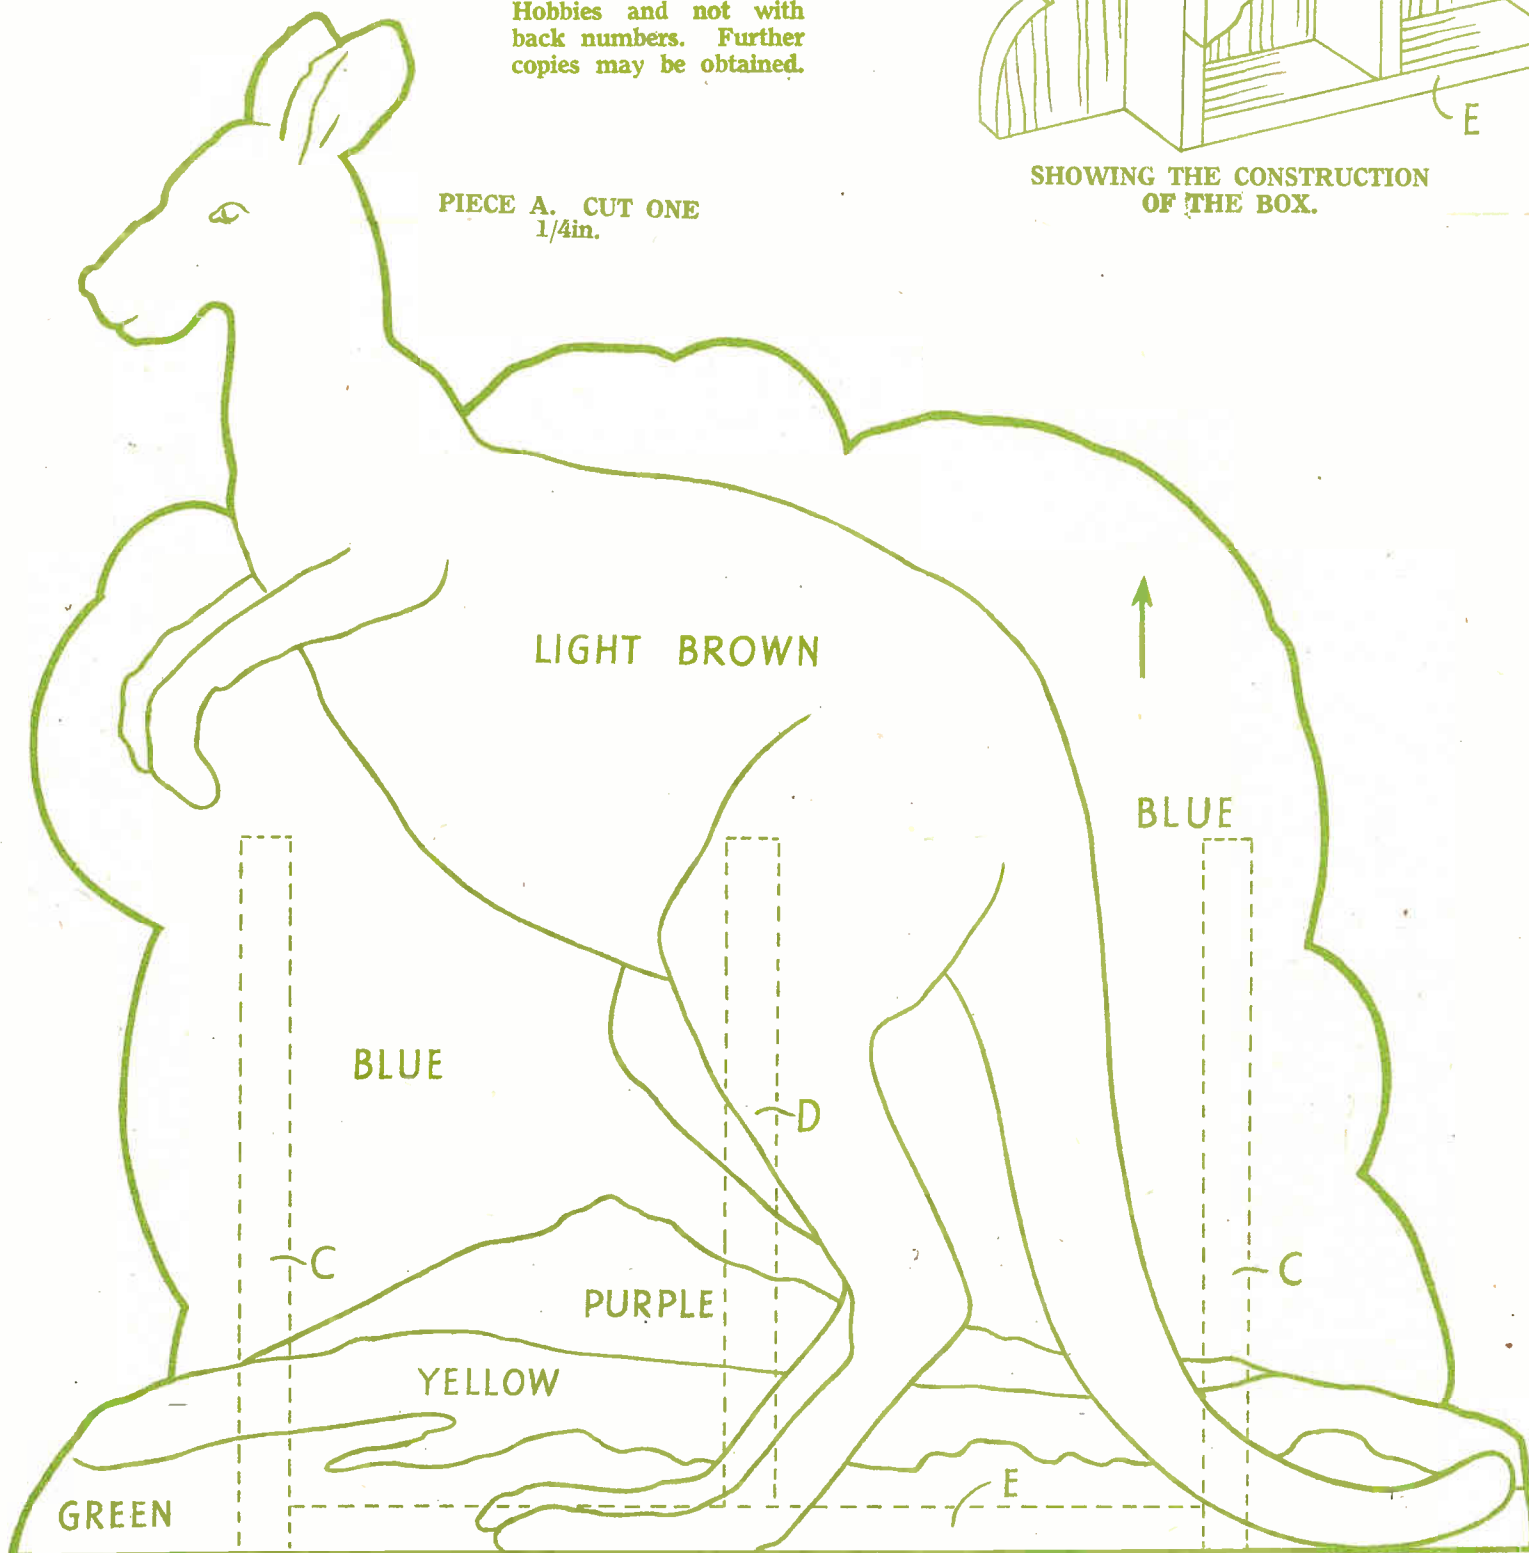 Hobbies and not with
back numbers. Further
copies may be obtained.
E
SHOWING THE CONSTRUCTION
OF THE BOX.
PIECE A. CUT ONE
1/4in.
LIGHT BROWN
BLUE
BLUE
D
C
C
PURPLE
YELLOW
E
GREEN